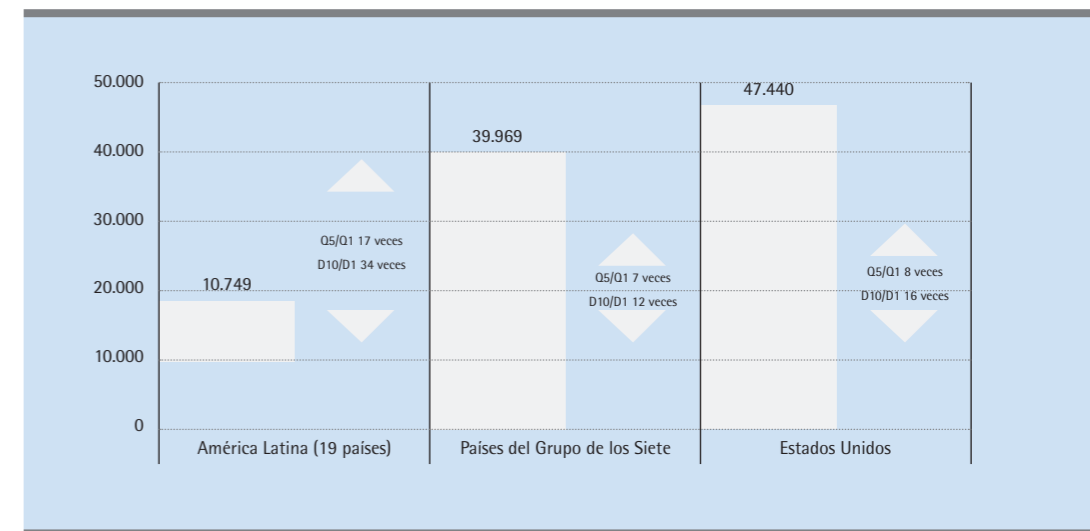 50.000
47.440
40.000
39.969
30.000
Q5/Q1 17 veces
D10/D1 34 veces
Q5/Q1 7 veces
D10/D1 12 veces
Q5/Q1 8 veces
D10/D1 16 veces
20.000
10.749
10.000
0
América Latina (19 países)
Países del Grupo de los Siete
Estados Unidos